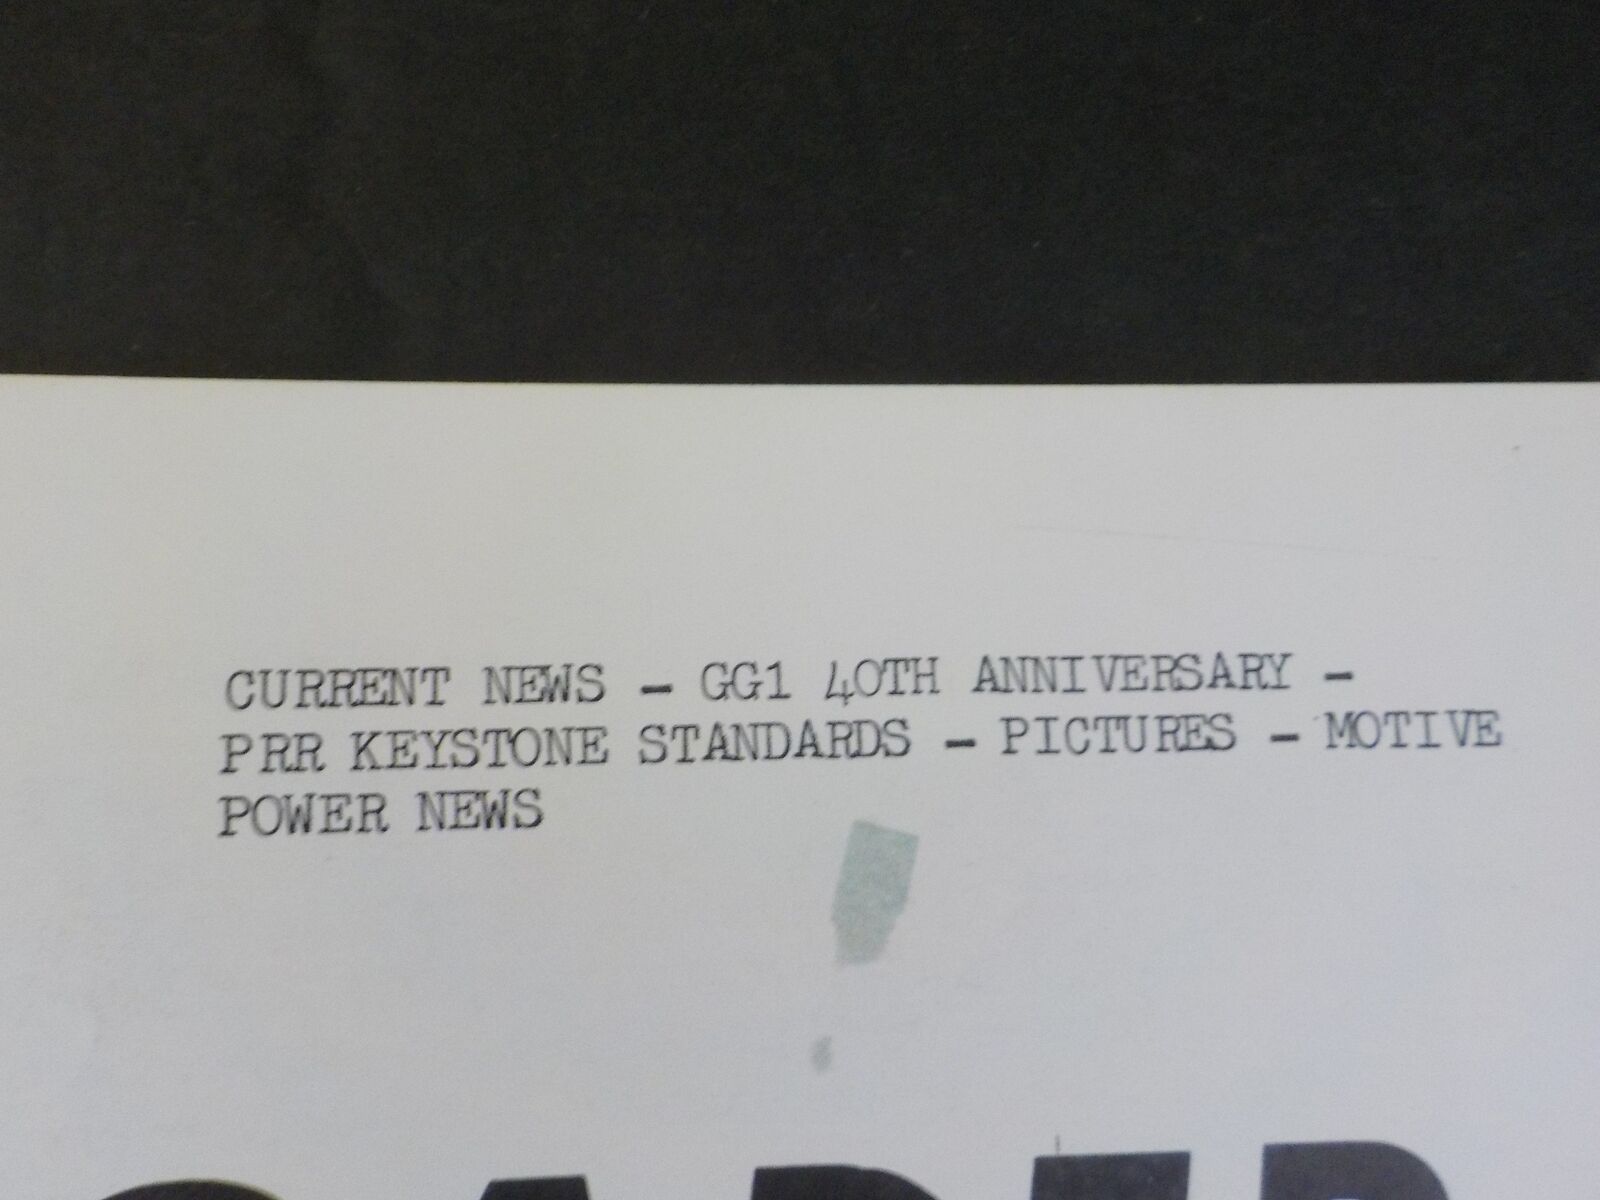 CURRENT NEWS - GG1 40TH ANNIVERSARY -
PRR KEYSTONE STANDARDS - PICTURES - MOTIVE
POWER NEWS